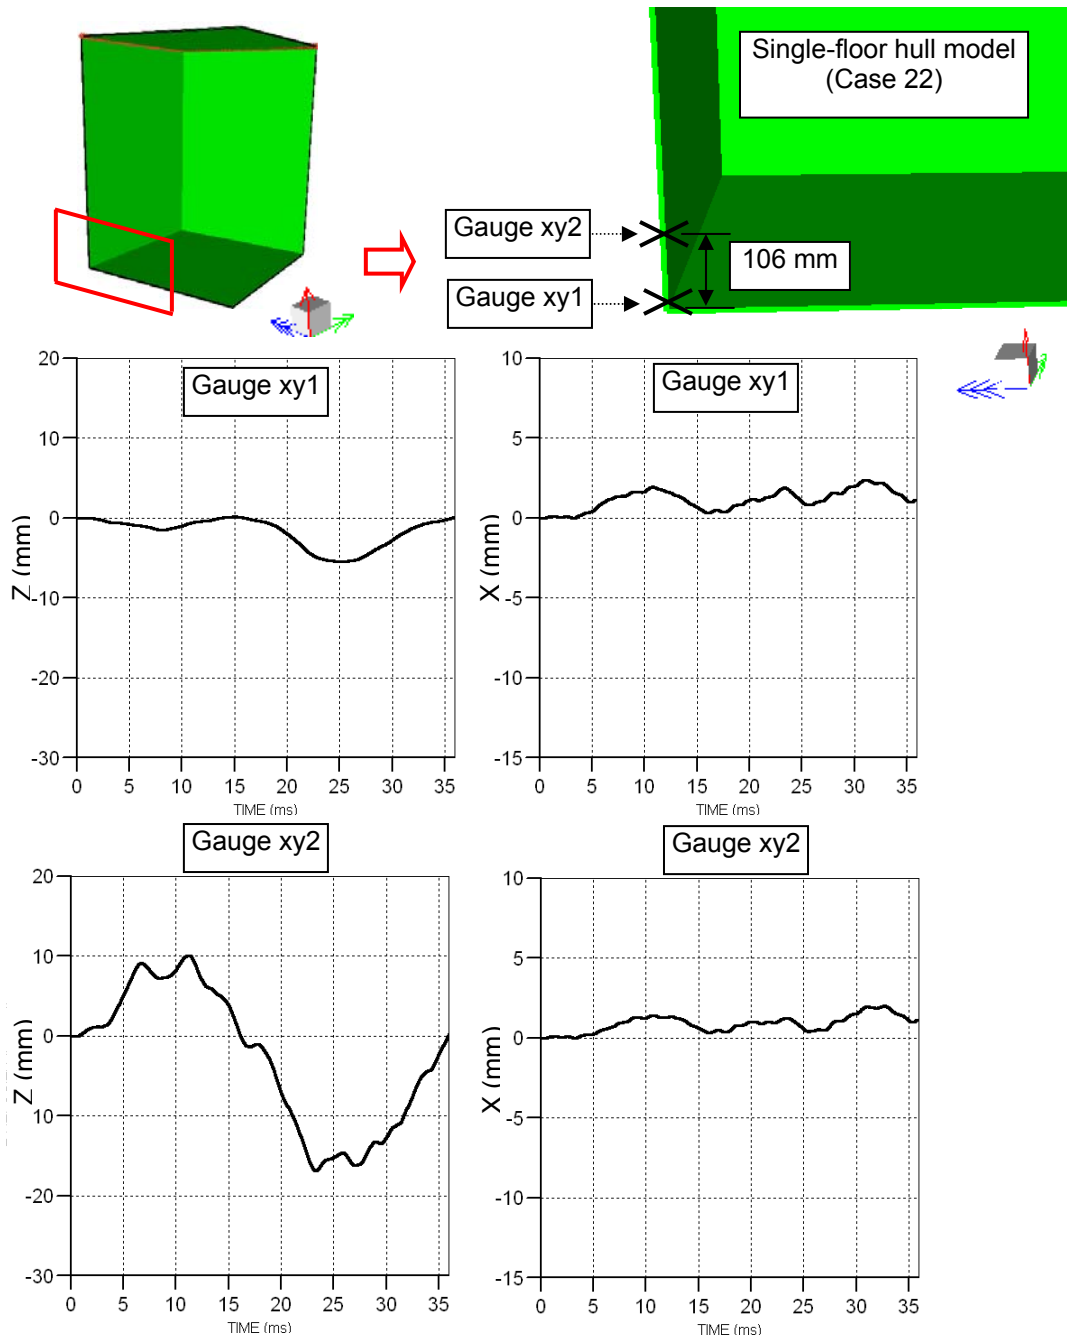 Single-floor hull model
(Case 22)
Gauge xy2
106 mm
Gauge xy1
Gauge xy1
20
10
0
-10
-20
-30
Z (mm)
0 5 10 15 20 25 30 35
TIME (ms)
Gauge xy1
10
5
0
-5
-10
-15
X (mm)
0 5 10 15 20 25 30 35
TIME (ms)
Gauge xy2
20
10
0
10
-20
-30
Z (mm)
0 5 10 15 20 25 30 35
TIME (ms)
Gauge xy2
10
5
0
-5
-10
-15
X (mm)
0 5 10 15 20 25 30 35
TIME (ms)